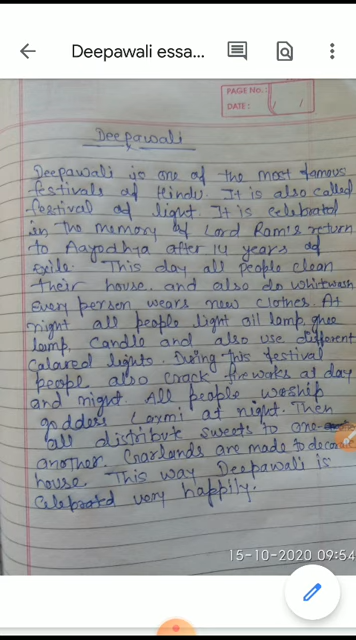 Deepawali essa...
PAGE No.:
DATE: / /
Deepawali
Deepawali is one of the most famous
festivals of Hindu. It is also called
festival of light. It is celebrated
in the memory of Lord Ram's return
to Aayodhya after 14 years of
exile. This day all people clean
their house. and also do whitwash
every person wears new clothes. At
night all people light oil lamp, ghee
lamp, candle and also use different
coloured lights. During this festival
people also crack firewoks at day
and night. All people woship
goddess Laxmi at night. Then
all distribut sweets to one
another. Garlands are made to decorate
house. This way Deepawali is
celebrated very happily.
15-10-2020 09:54